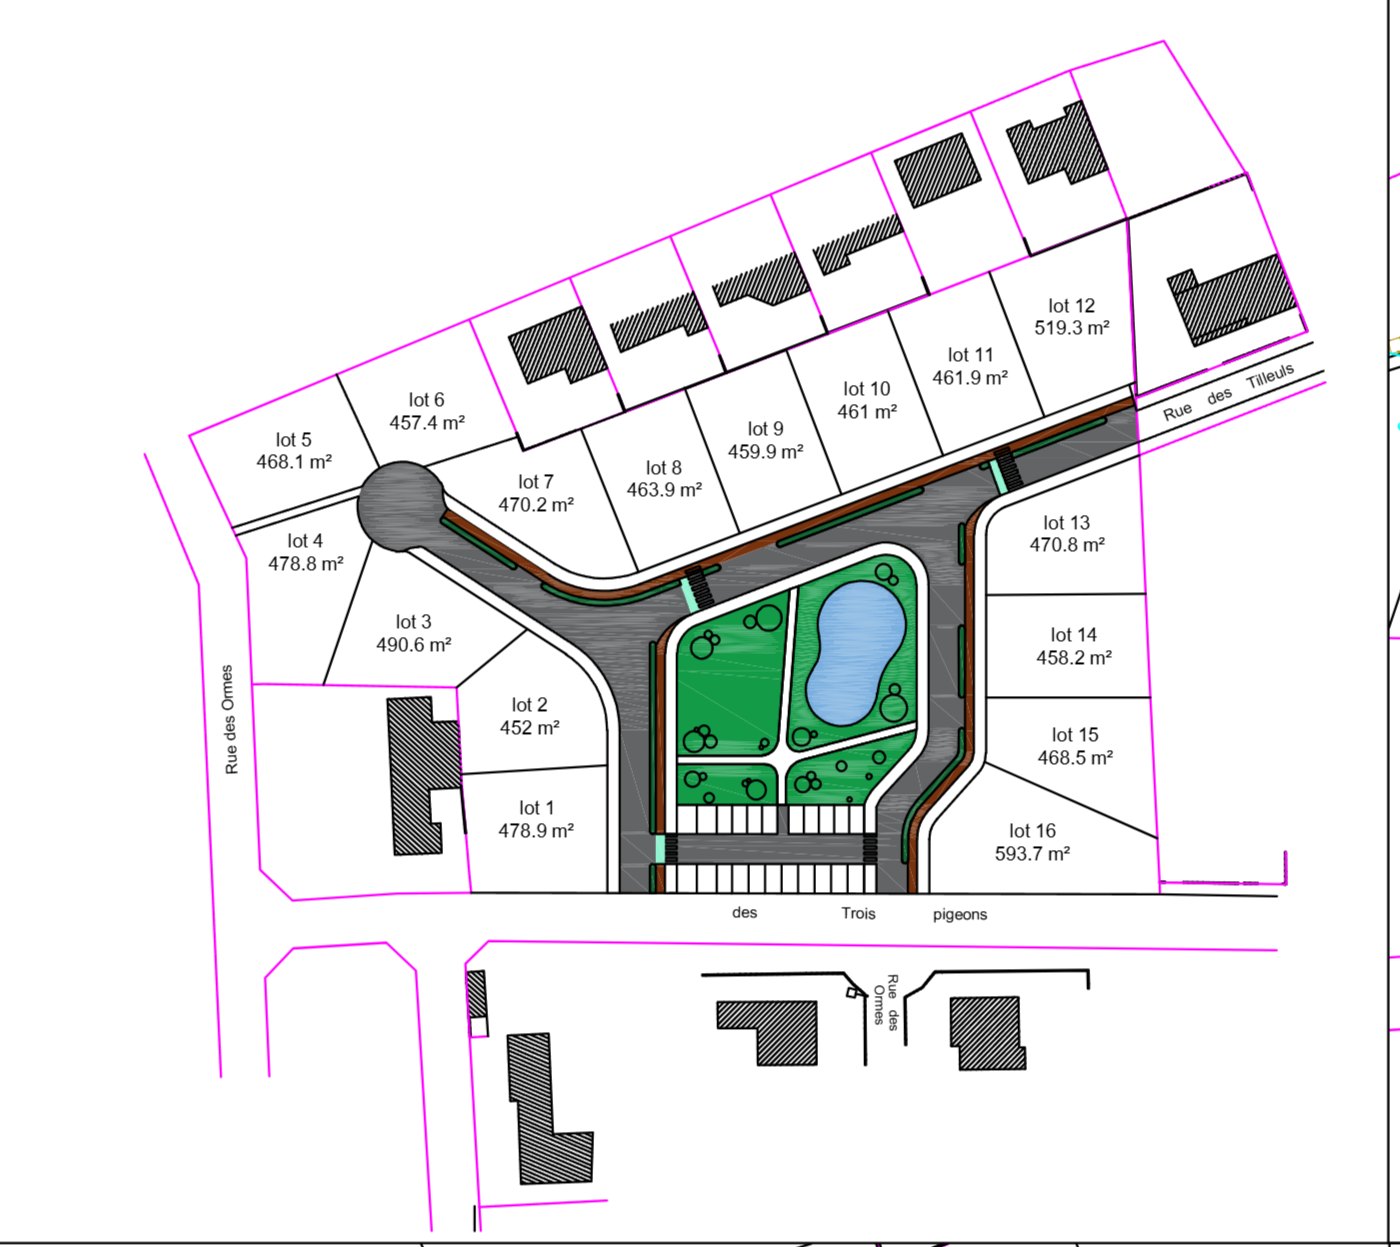 lot 12
519.3 m²
lot 11
461.9 m²
lot 10
461 m²
lot 9
459.9 m²
lot 8
463.9 m²
lot 7
470.2 m²
lot 6
457.4 m²
lot 5
468.1 m²
lot 4
478.8 m²
lot 3
490.6 m²
lot 2
452 m²
lot 1
478.9 m²
lot 13
470.8 m²
lot 14
458.2 m²
lot 15
468.5 m²
lot 16
593.7 m²
Rue des Tilleuls
Rue des Ormes
des Trois pigeons
Rue des
Ormes